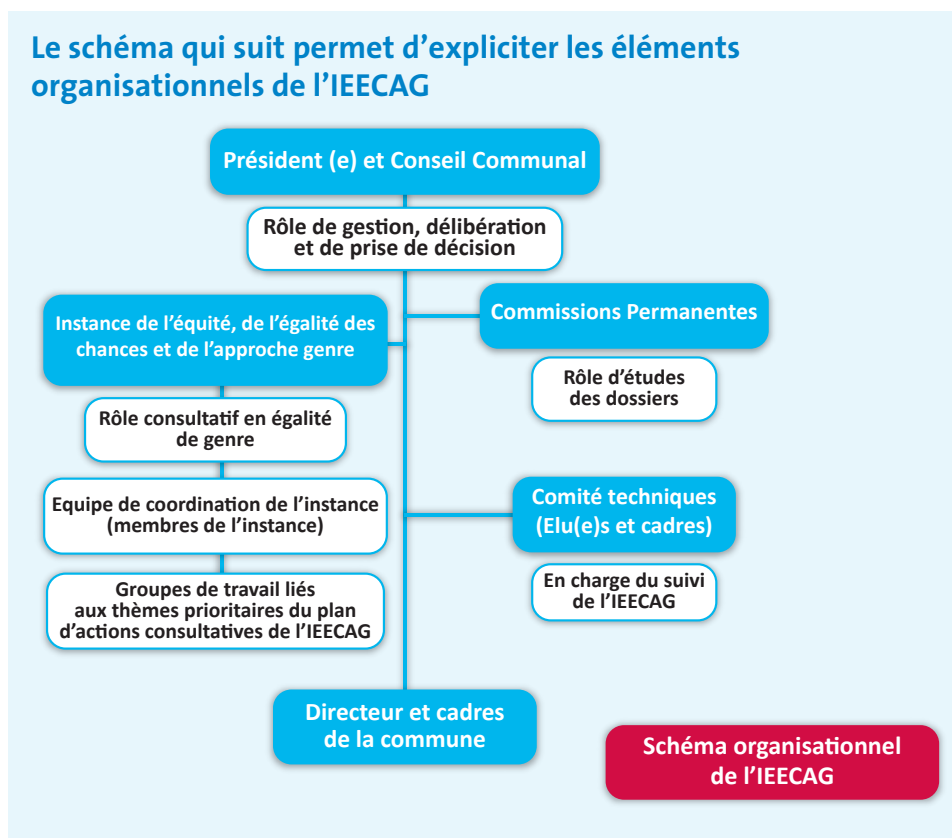 Le schéma qui suit permet d’expliciter les éléments
organisationnels de l’IEECAG
Président (e) et Conseil Communal
Rôle de gestion, délibération
et de prise de décision
Instance de l’équité, de l’égalité des
chances et de l’approche genre
Commissions Permanentes
Rôle d’études
des dossiers
Rôle consultatif en égalité
de genre
Equipe de coordination de l’instance
(membres de l’instance)
Comité techniques
(Elu(e)s et cadres)
En charge du suivi
de l’IEECAG
Groupes de travail liés
aux thèmes prioritaires du plan
d’actions consultatives de l’IEECAG
Directeur et cadres
de la commune
Schéma organisationnel
de l’IEECAG